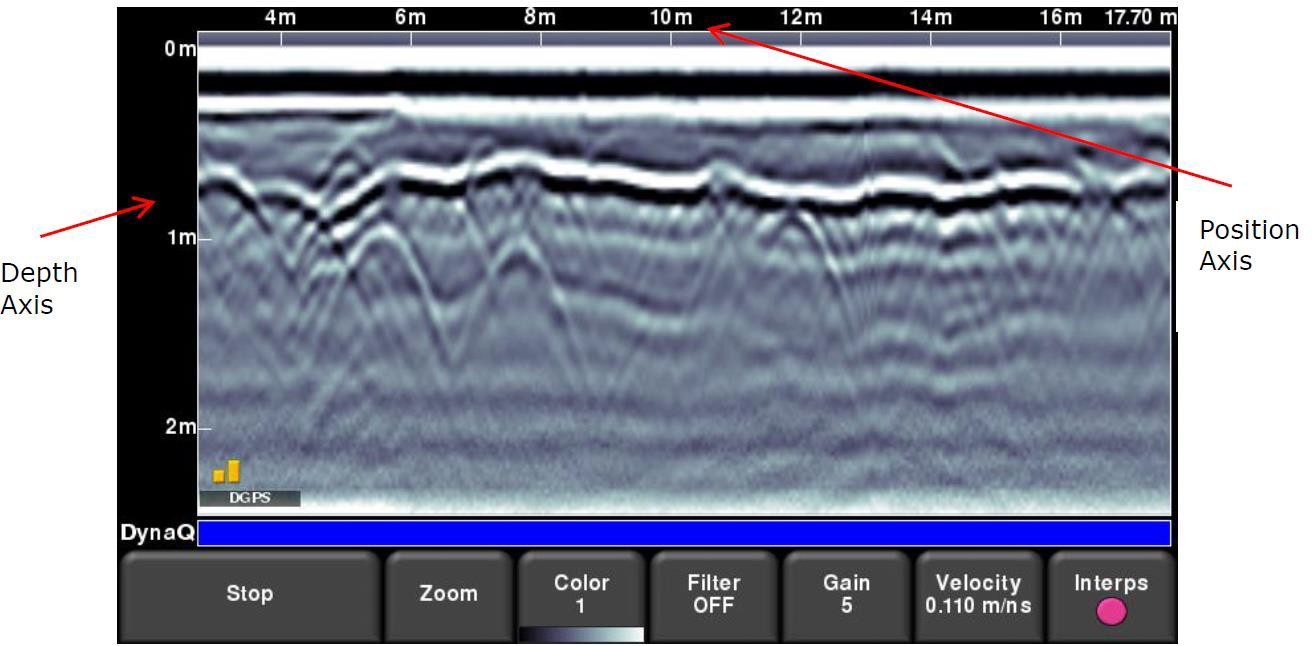 4m 6m 8m 10m 12m 14m 16m 17.70 m
0m
1m
2m
Depth
Axis
Position
Axis
DGPS
DynaQ
Stop
Zoom
Color
1
Filter
OFF
Gain
5
Velocity
0.110 m/ns
Interps